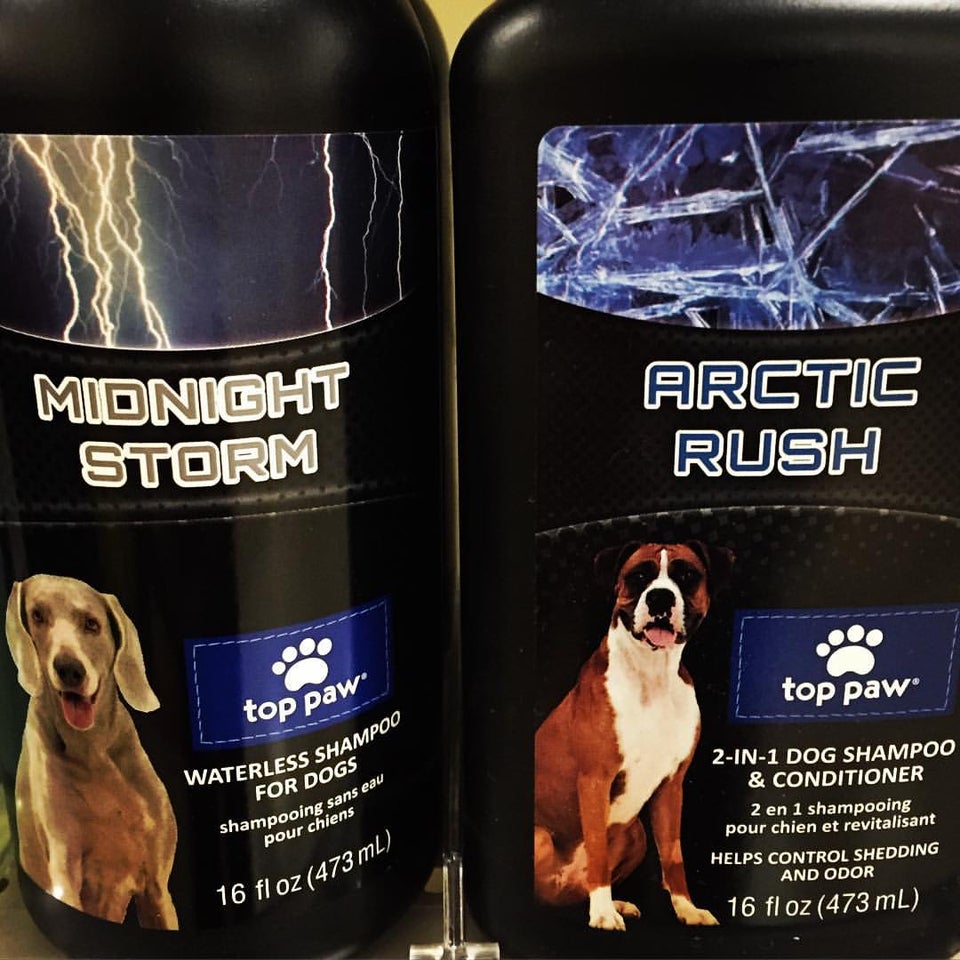 MIDNIGHT
STORM
top paw®
WATERLESS SHAMPOO
FOR DOGS
shampooing sans eau
pour chiens
16 fl oz (473 mL)
ARCTIC
RUSH
top paw®
2-IN-1 DOG SHAMPOO
& CONDITIONER
2 en 1 shampooing
pour chien et revitalisant
HELPS CONTROL SHEDDING
AND ODOR
16 fl oz (473 mL)